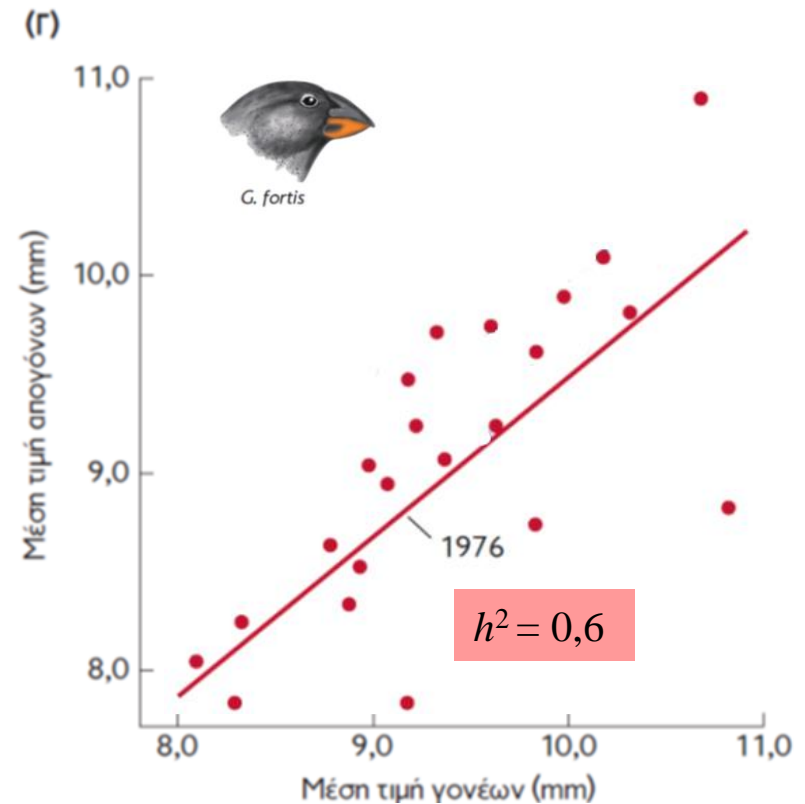 (Γ)
11,0
G. fortis
10,0
Μέση τιμή απογόνων (mm)
9,0
1976
h² = 0,6
8,0
8,0 9,0 10,0 11,0
Μέση τιμή γονέων (mm)